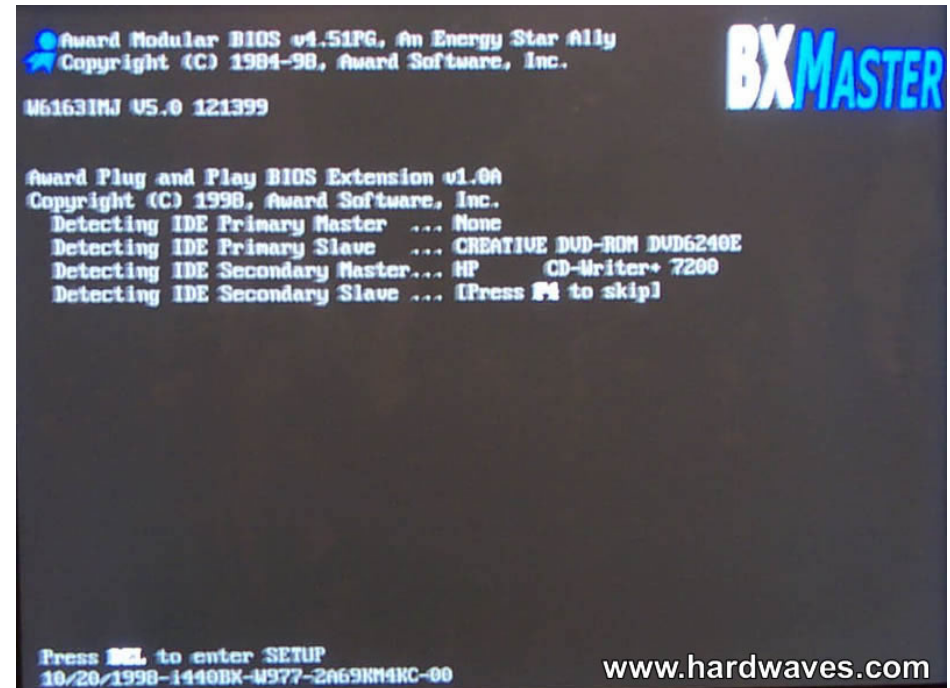 Award Modular BIOS v4.51PG, An Energy Star Ally
Copyright (C) 1984-98, Award Software, Inc.
BXMASTER
W6163IMJ V5.0 121399
Award Plug and Play BIOS Extension v1.0A
Copyright (C) 1998, Award Software, Inc.
Detecting IDE Primary Master ... None
Detecting IDE Primary Slave ... CREATIVE DVD-ROM DVD6240E
Detecting IDE Secondary Master... HP CD-Writer+ 7200
Detecting IDE Secondary Slave ... [Press F4 to skip]
Press DEL to enter SETUP
10/20/1998-i440BX-W977-2A69KM4KC-00
www.hardwaves.com